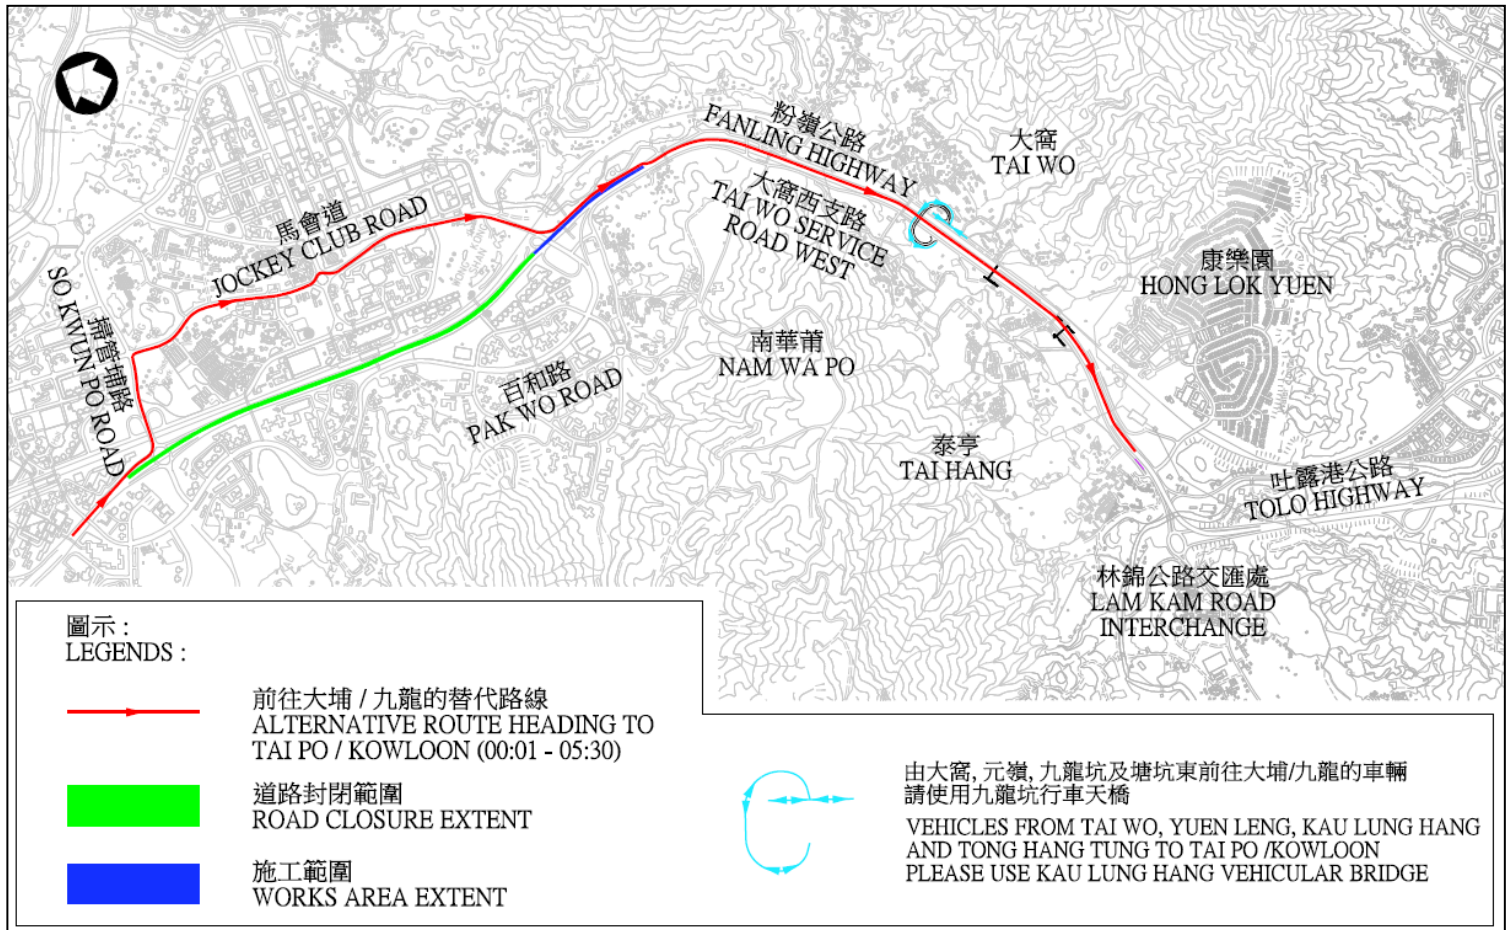 粉嶺公路
FANLING HIGHWAY
大窩
TAI WO
大窩西支路
TAI WO SERVICE
ROAD WEST
馬會道
JOCKEY CLUB ROAD
康樂園
HONG LOK YUEN
掃管埔路
SO KWUN PO ROAD
南華莆
NAM WA PO
百和路
PAK WO ROAD
泰亨
TAI HANG
吐露港公路
TOLO HIGHWAY
林錦公路交匯處
LAM KAM ROAD
INTERCHANGE
圖示 :
LEGENDS :
前往大埔 / 九龍的替代路線
ALTERNATIVE ROUTE HEADING TO
TAI PO / KOWLOON (00:01 - 05:30)
道路封閉範圍
ROAD CLOSURE EXTENT
施工範圍
WORKS AREA EXTENT
由大窩, 元嶺, 九龍坑及塘坑東前往大埔/九龍的車輛
請使用九龍坑行車天橋
VEHICLES FROM TAI WO, YUEN LENG, KAU LUNG HANG
AND TONG HANG TUNG TO TAI PO /KOWLOON
PLEASE USE KAU LUNG HANG VEHICULAR BRIDGE